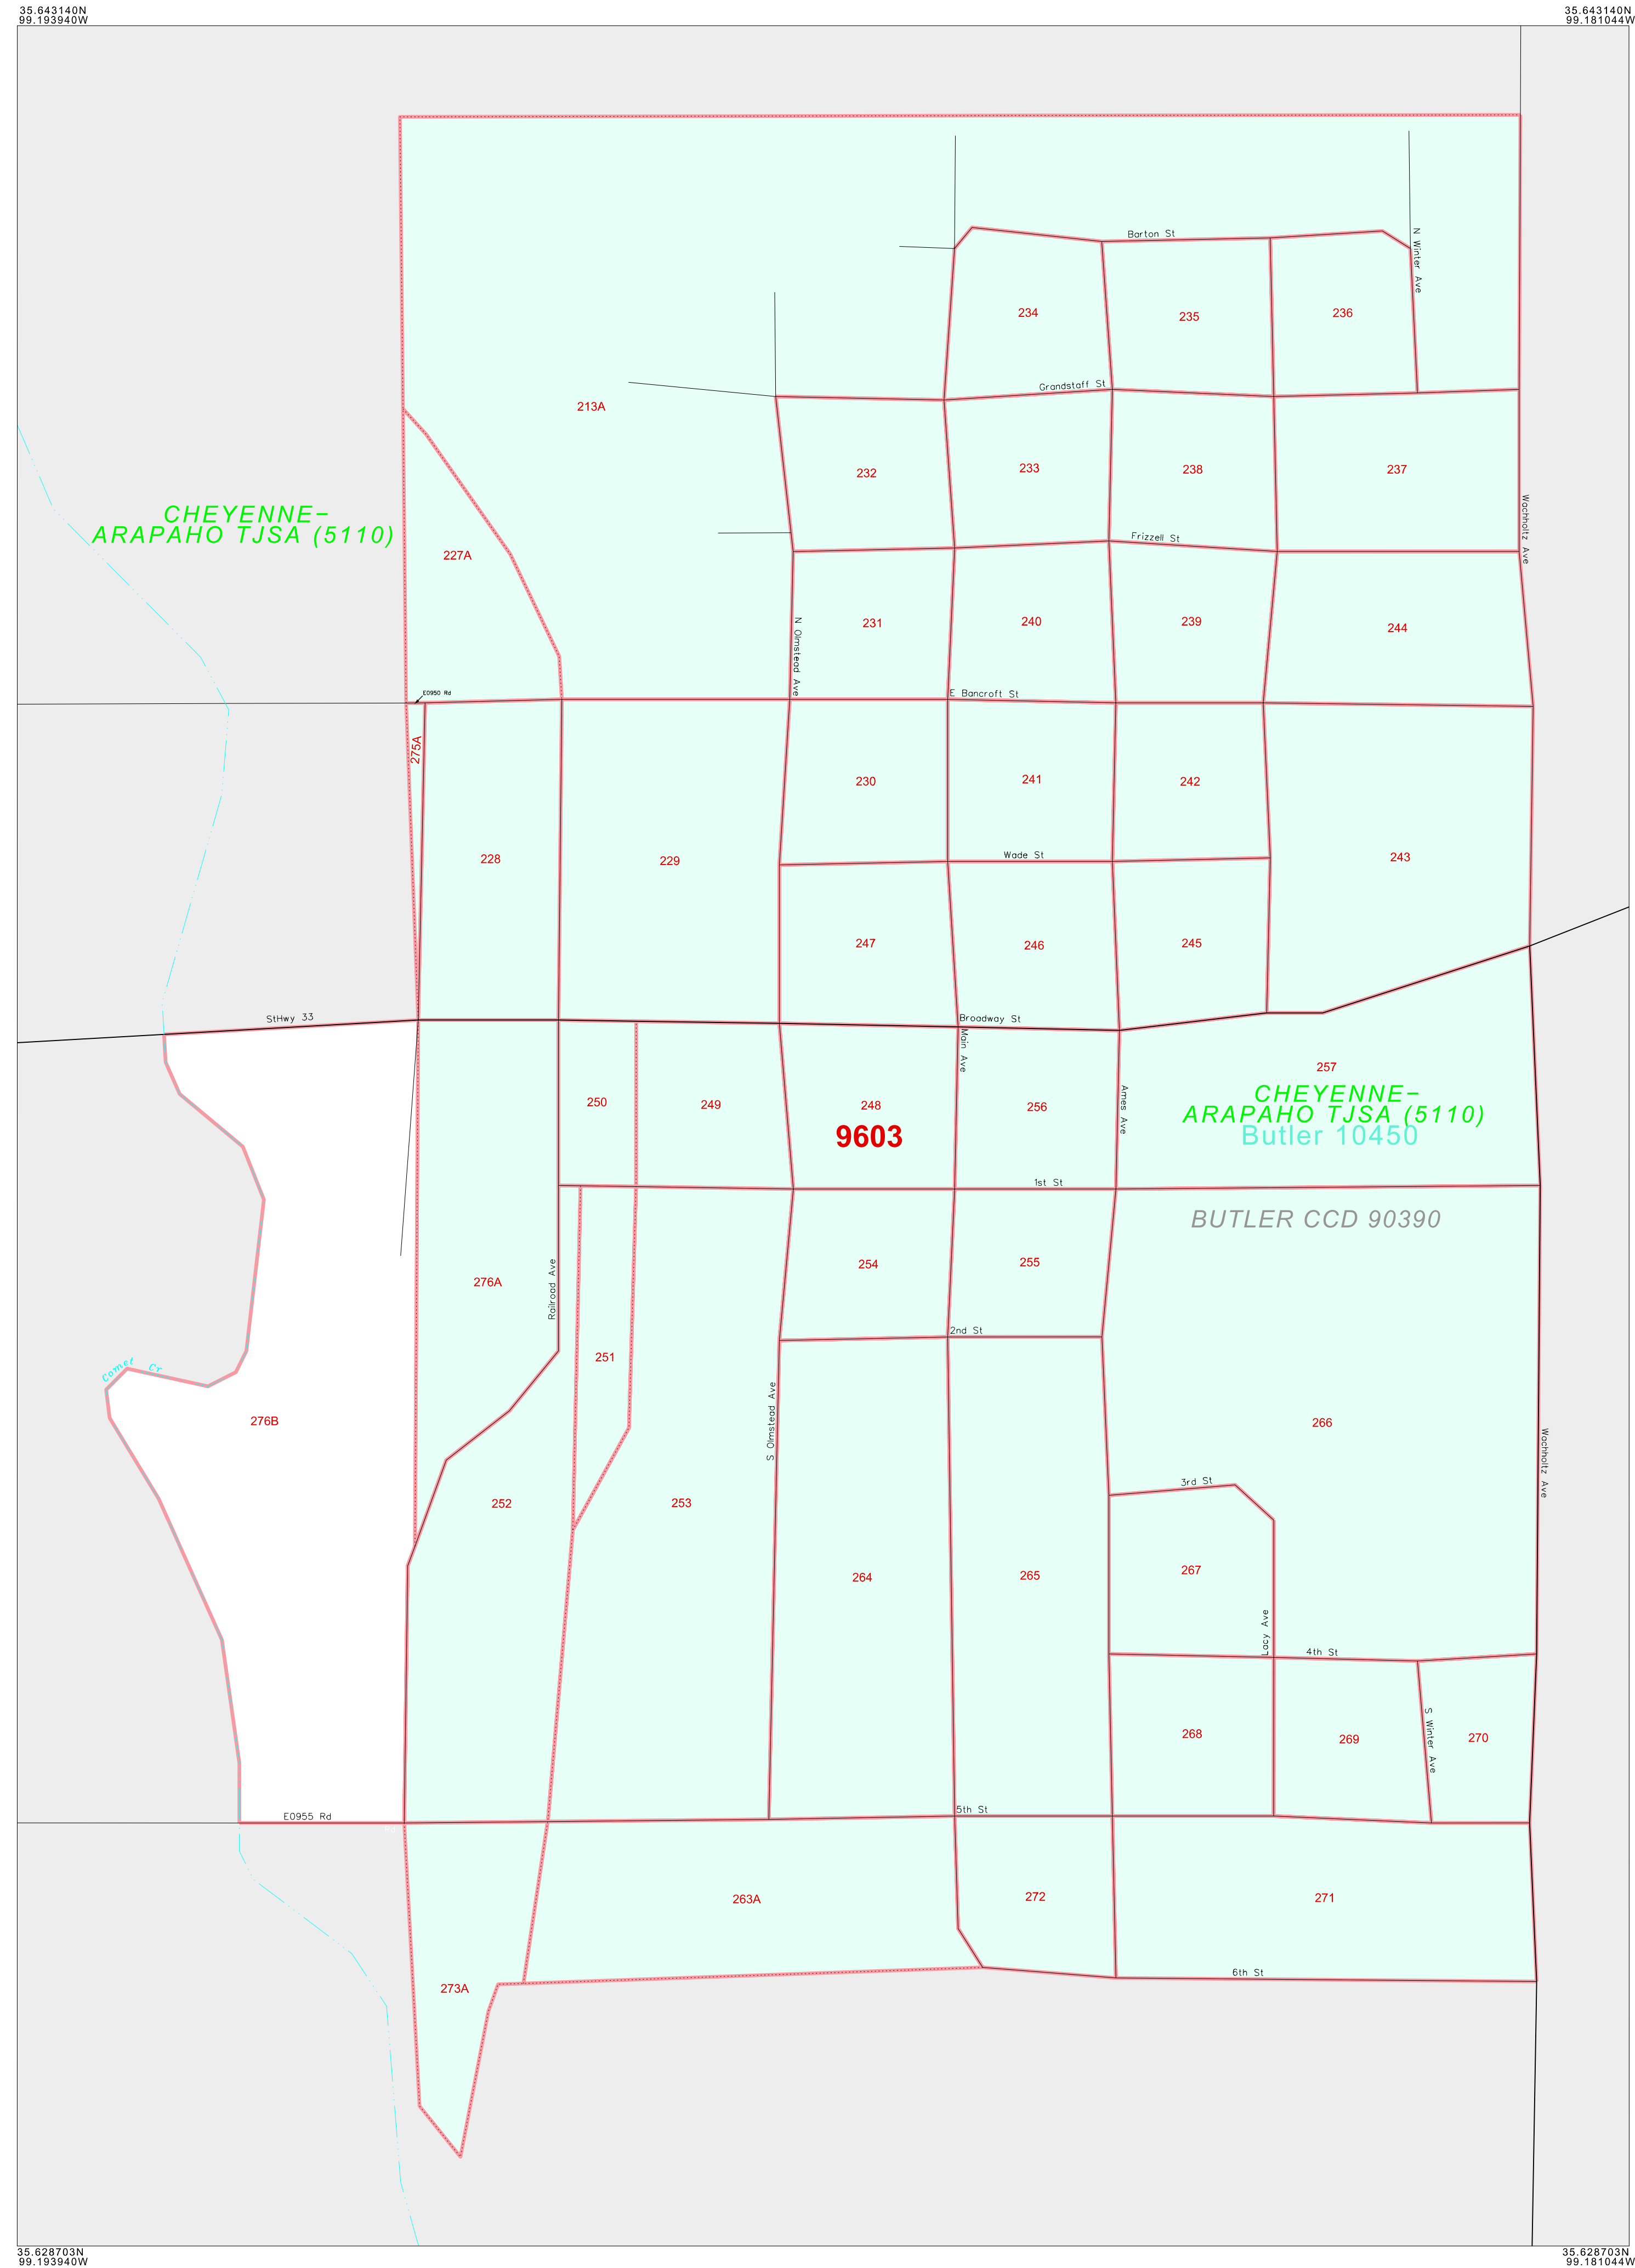 35.643140N
99.193940W
35.643140N
99.181044W
Barton St
N Winter Ave
234
235
236
Grandstaff St
213A
232
233
238
237
Wachholtz Ave
CHEYENNE-
ARAPAHO TJSA (5110)
Frizzell St
227A
231
240
239
244
N Olmstead Ave
E0950 Rd
E Bancroft St
275A
230
241
242
228
229
Wade St
243
247
246
245
StHwy 33
Broadway St
Main Ave
257
250
249
248
256
Ames Ave
CHEYENNE-
ARAPAHO TJSA (5110)
9603
Butler 10450
1st St
BUTLER CCD 90390
276A
Railroad Ave
254
255
2nd St
251
Comet Cr
276B
S Olmstead Ave
266
Wachholtz Ave
3rd St
252
253
264
265
267
Lacy Ave
4th St
268
269
S Winter Ave
270
E0955 Rd
5th St
263A
272
271
273A
6th St
35.628703N
99.193940W
35.628703N
99.181044W